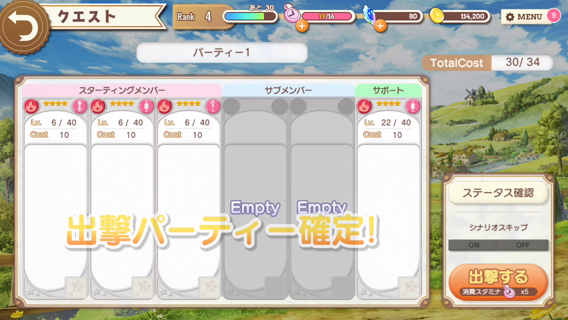 クエスト
Rank 4
あと 30
19/16
80
114,200
MENU 9
パーティー1
TotalCost 30/ 34
スターティングメンバー
サブメンバー
サポート
Lv. 6 / 40
Cost 10
Lv. 6 / 40
Cost 10
Lv. 6 / 40
Cost 10
Empty
Empty
Lv. 22 / 40
Cost 10
出撃パーティー確定!
ステータス確認
シナリオスキップ
ON OFF
出撃する
消費スタミナ x5